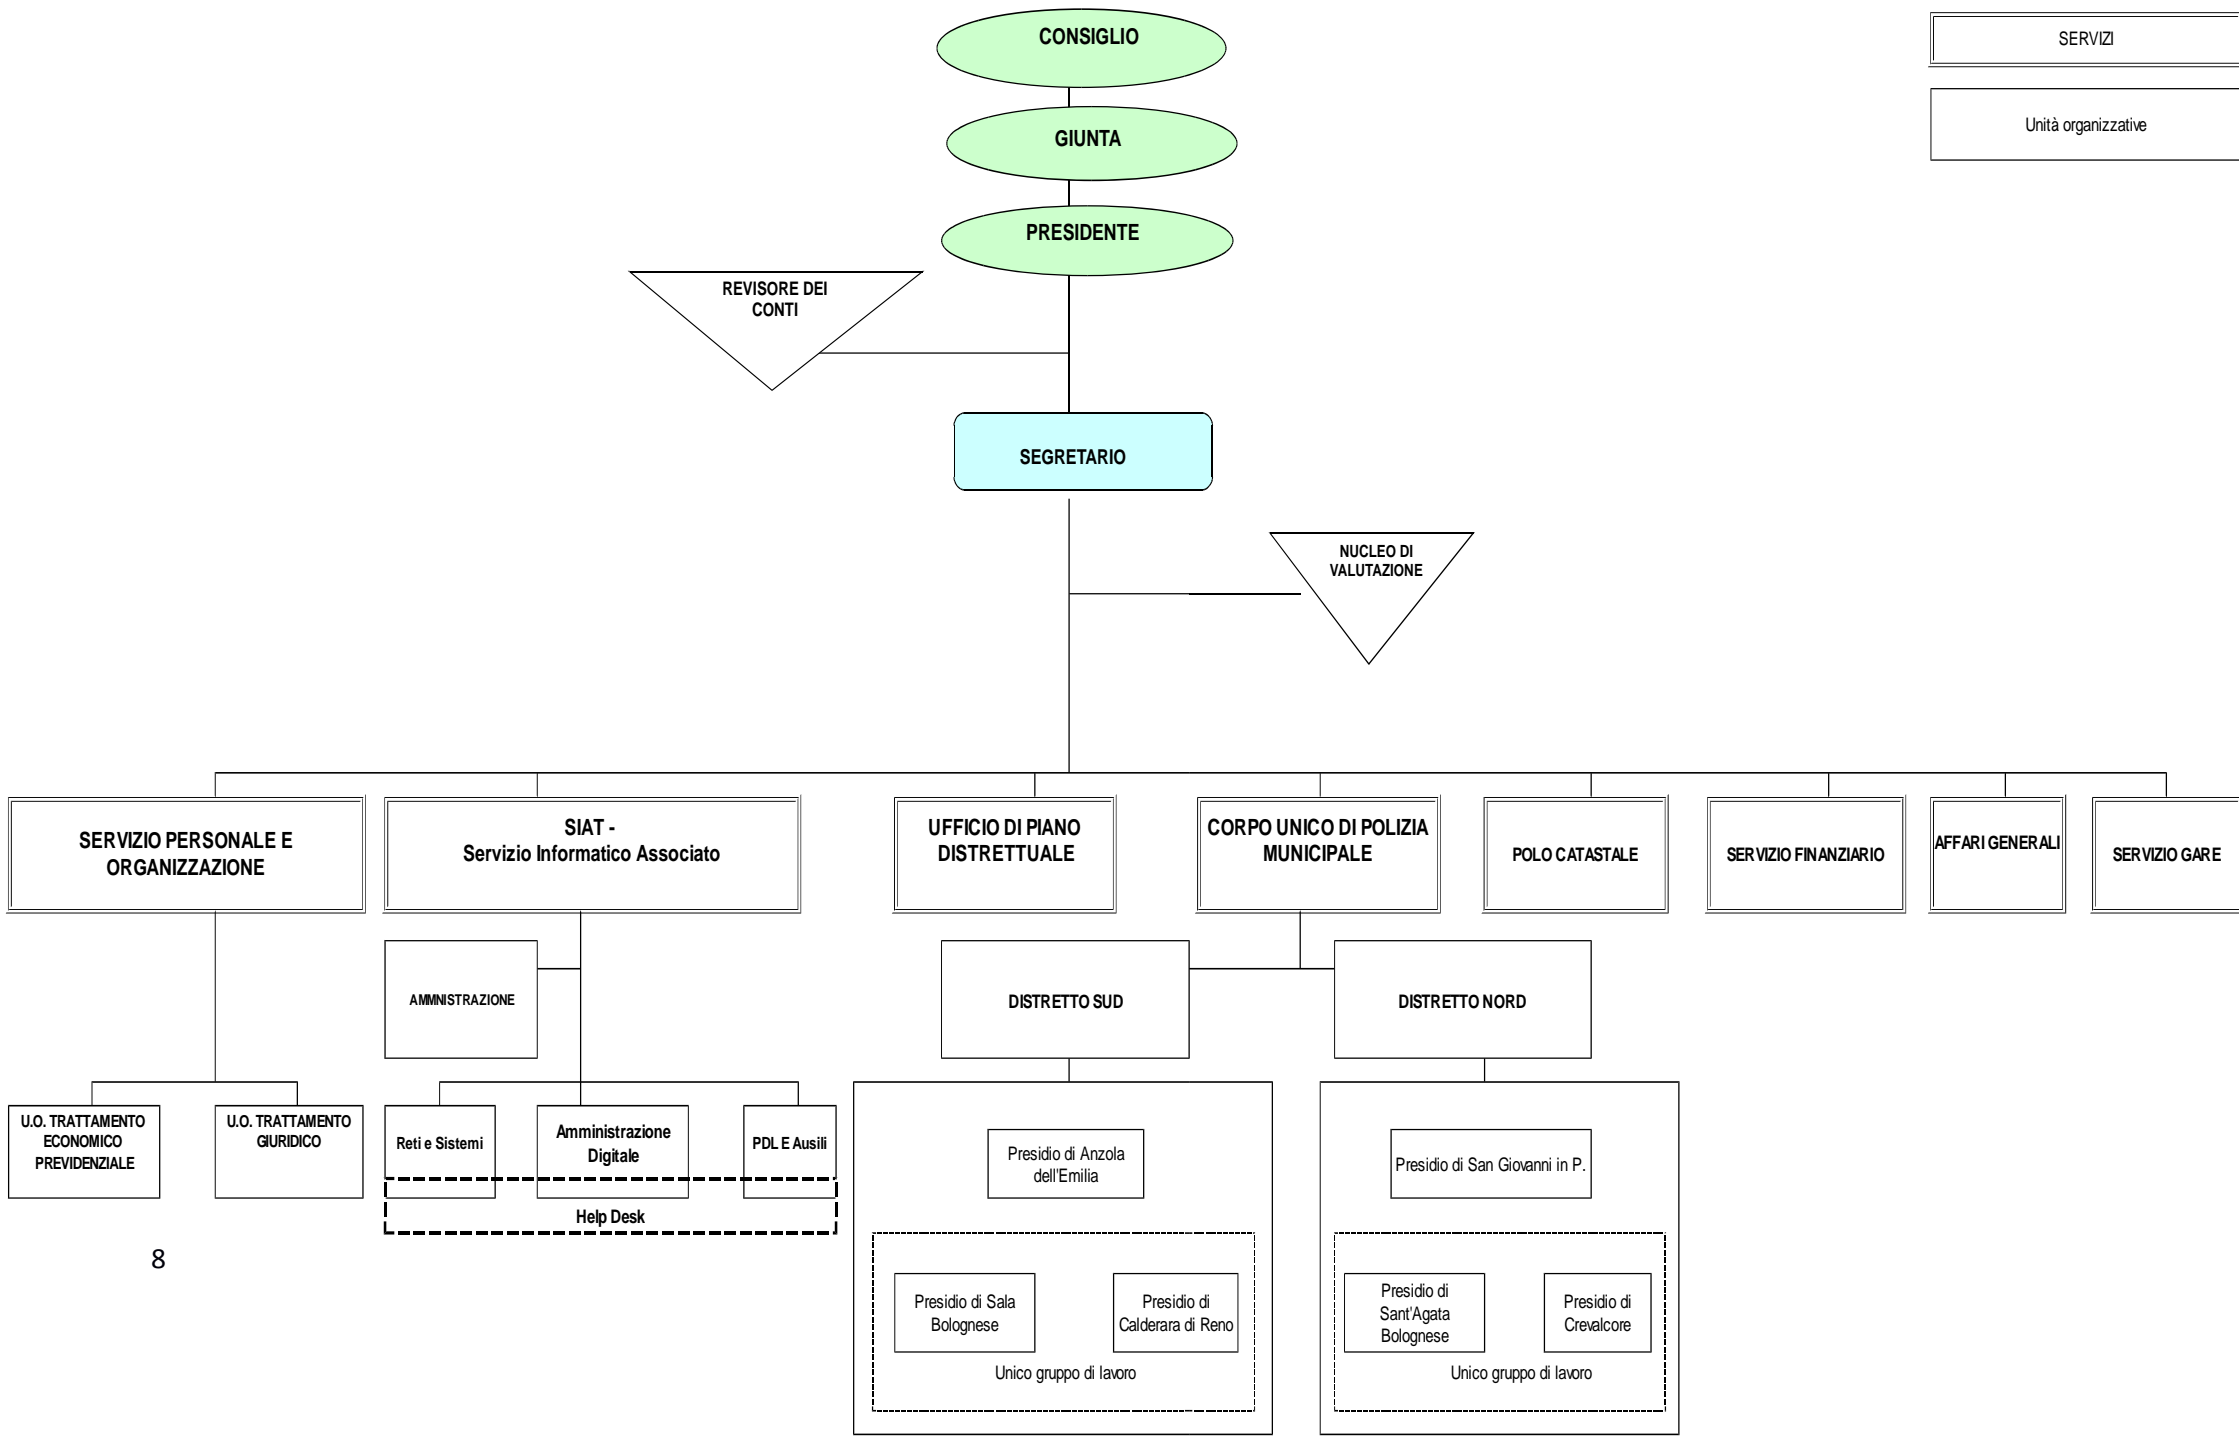 CONSIGLIO
SERVIZI
Unità organizzative
GIUNTA
PRESIDENTE
REVISORE DEI
CONTI
SEGRETARIO
NUCLEO DI
VALUTAZIONE
SERVIZIO PERSONALE E
ORGANIZZAZIONE
SIAT -
Servizio Informatico Associato
UFFICIO DI PIANO
DISTRETTUALE
CORPO UNICO DI POLIZIA
MUNICIPALE
POLO CATASTALE
SERVIZIO FINANZIARIO
AFFARI GENERALI
SERVIZIO GARE
AMMNISTRAZIONE
DISTRETTO SUD
DISTRETTO NORD
U.O. TRATTAMENTO
ECONOMICO
PREVIDENZIALE
U.O. TRATTAMENTO
GIURIDICO
Reti e Sistemi
Amministrazione
Digitale
PDL E Ausili
Help Desk
Presidio di Anzola
dell'Emilia
Presidio di San Giovanni in P.
Presidio di Sala
Bolognese
Presidio di
Calderara di Reno
Unico gruppo di lavoro
Presidio di
Sant'Agata
Bolognese
Presidio di
Crevalcore
Unico gruppo di lavoro
8